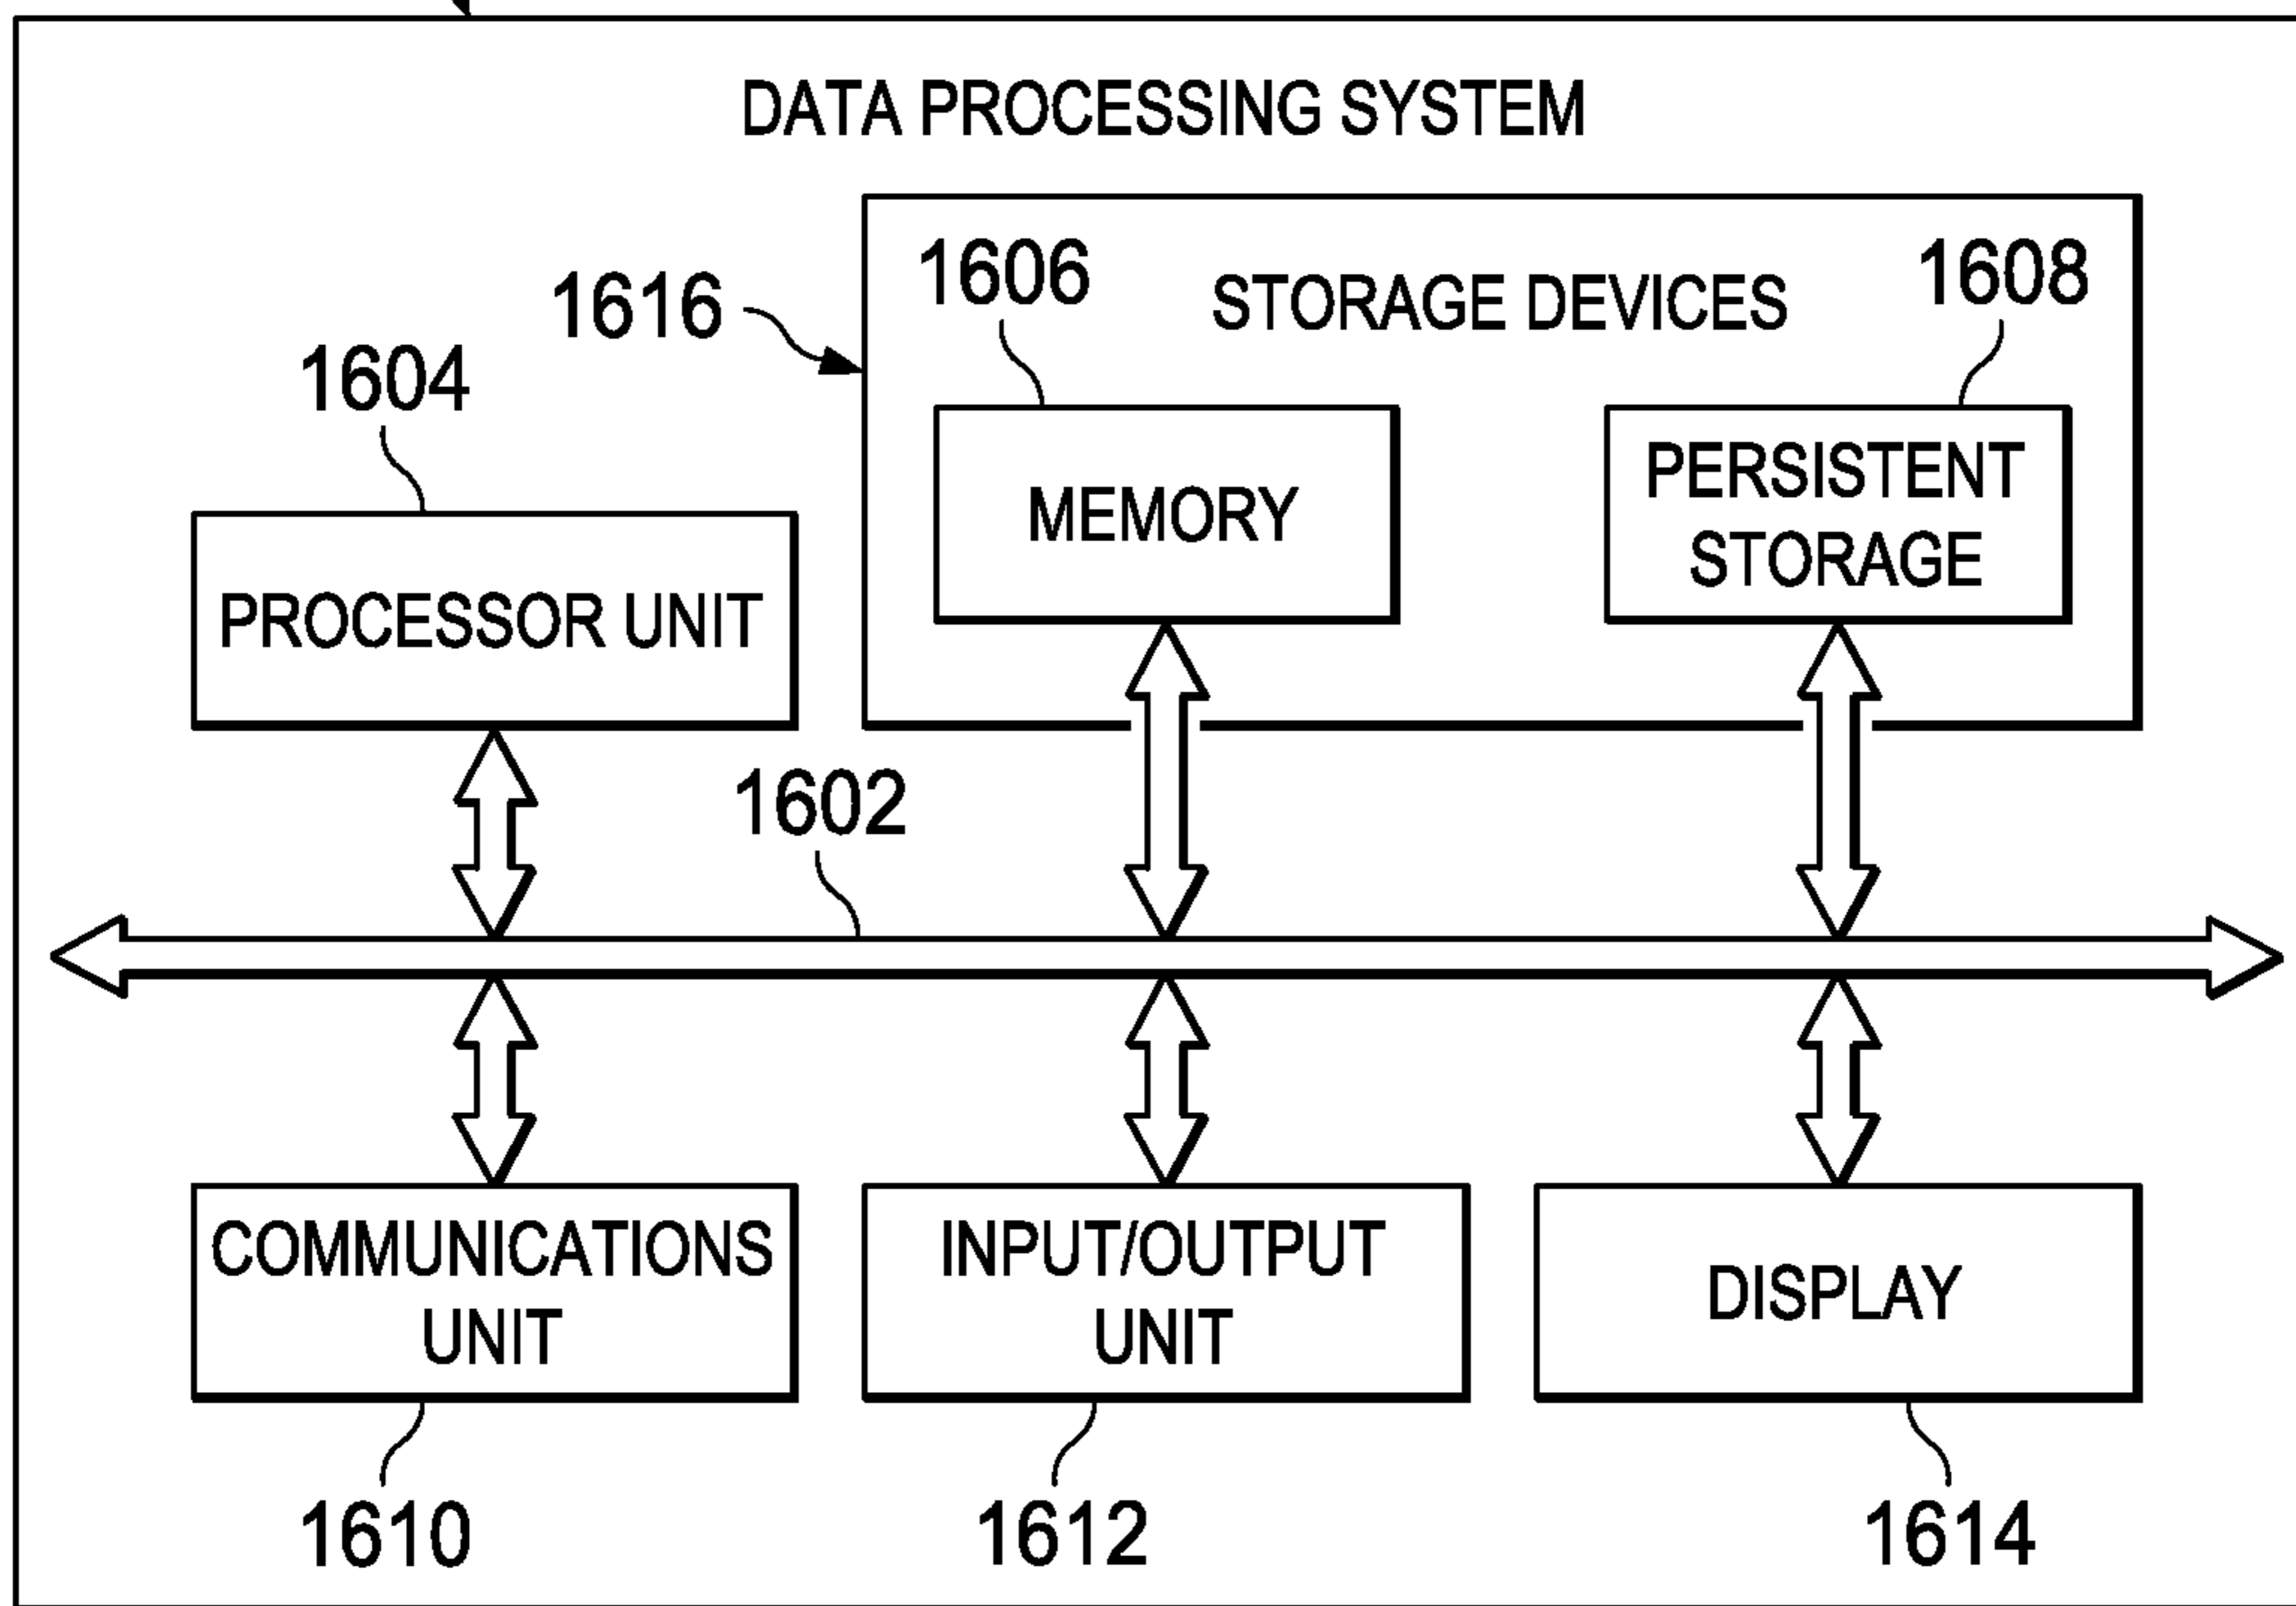 DATA PROCESSING SYSTEM
1616
1606
STORAGE DEVICES
1608
1604
MEMORY
PERSISTENT
STORAGE
PROCESSOR UNIT
1602
COMMUNICATIONS
UNIT
INPUT/OUTPUT
UNIT
DISPLAY
1610
1612
1614